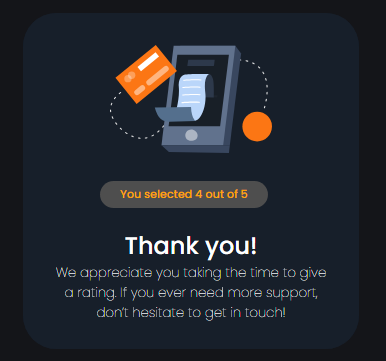 You selected 4 out of 5
Thank you!
We appreciate you taking the time to give
a rating. If you ever need more support,
don't hesitate to get in touch!